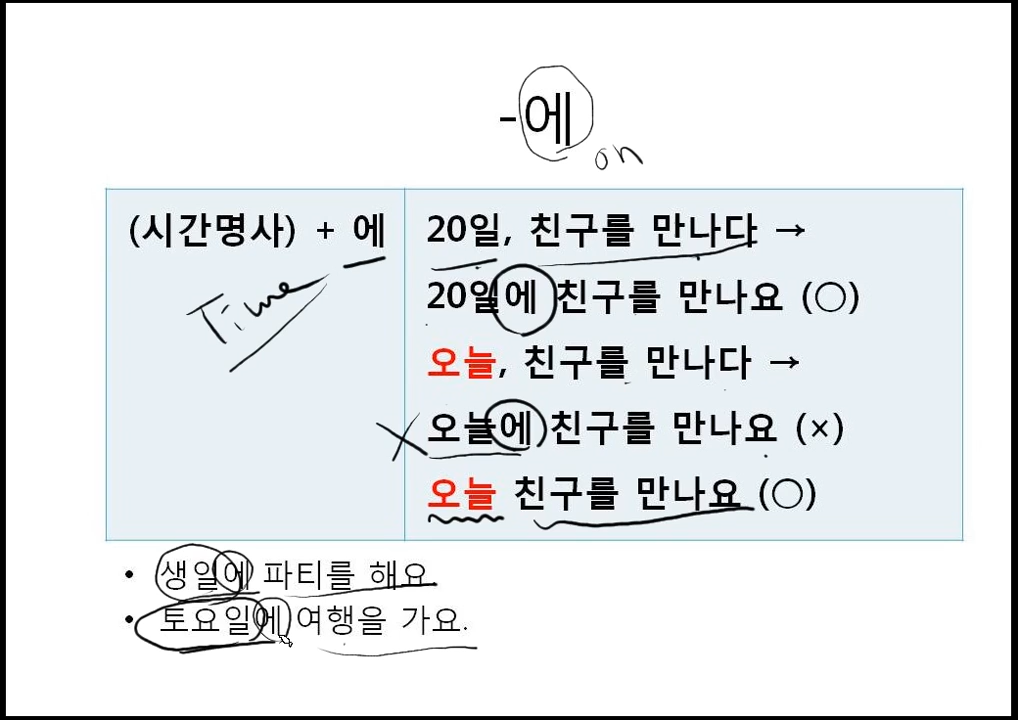 -에
on
(시간명사) + 에
Time
20일, 친구를 만나다 →
20일에 친구를 만나요 (○)
오늘, 친구를 만나다 →
오늘에 친구를 만나요 (×)
오늘 친구를 만나요 (○)
• 생일에 파티를 해요.
• 토요일에 여행을 가요.